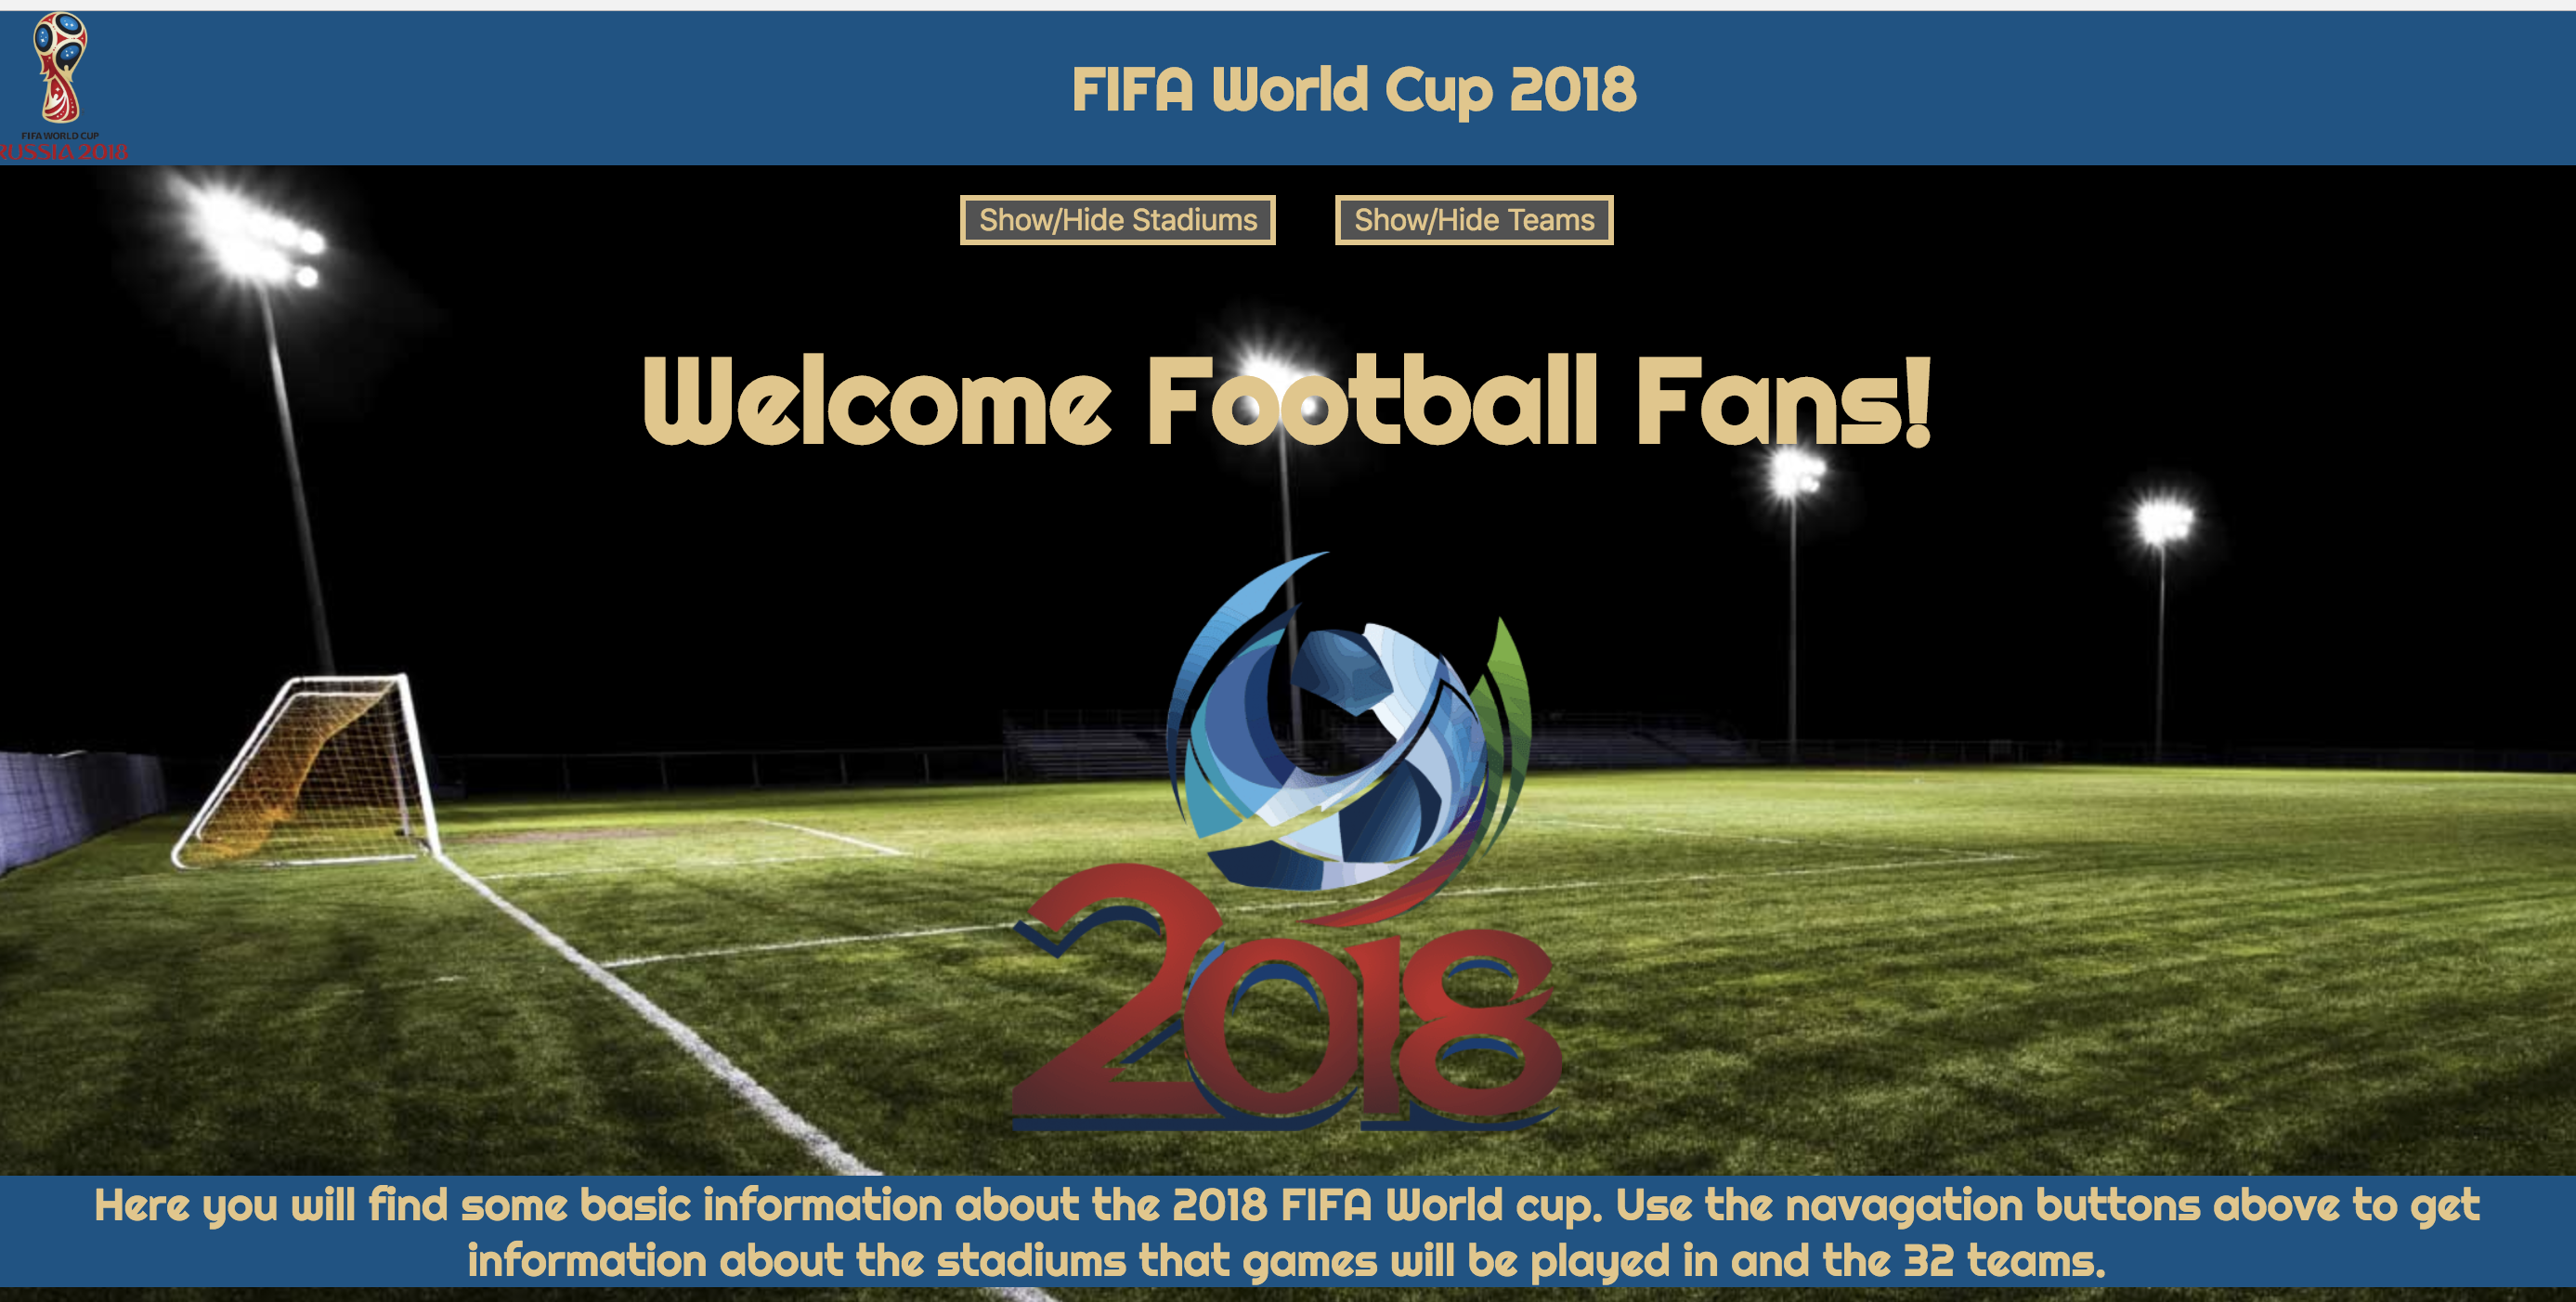 FIFA World Cup 2018
FIFA WORLD CUP
RUSSIA 2018
Show/Hide Stadiums
Show/Hide Teams
Welcome Football Fans!
2018
Here you will find some basic information about the 2018 FIFA World cup. Use the navagation buttons above to get
information about the stadiums that games will be played in and the 32 teams.